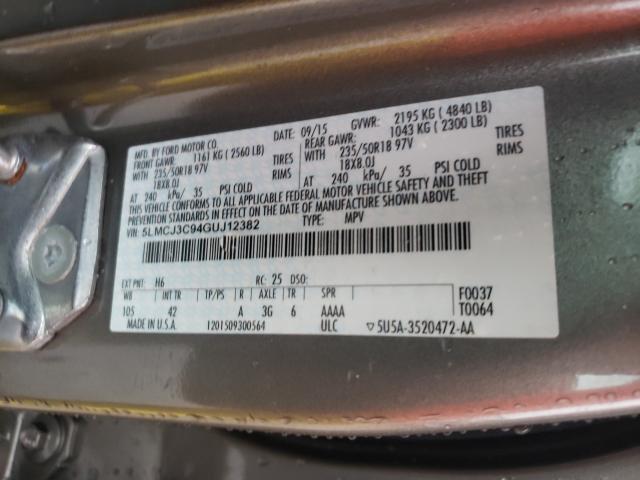 MFD. BY FORD MOTOR CO.
DATE: 09/15 GVWR: 2195 KG ( 4840 LB)
FRONT GAWR: 1161 KG ( 2560 LB) REAR GAWR: 1043 KG ( 2300 LB)
WITH 235/50R18 97V TIRES WITH 235/50R18 97V TIRES
18X8.0J RIMS 18X8.0J RIMS
AT 240 kPa/ 35 PSI COLD AT 240 kPa/ 35 PSI COLD
THIS VEHICLE CONFORMS TO ALL APPLICABLE FEDERAL MOTOR VEHICLE SAFETY AND THEFT
PREVENTION STANDARDS IN EFFECT ON THE DATE OF MANUFACTURE SHOWN ABOVE.
VIN: 5LMCJ3C94GUJ12382 TYPE: MPV
EXT PNT: H6 RC: 25 DSO:
WB INT TR TP/PS R AXLE TR SPR F0037
105 42 A 3G 6 AAAA T0064
MADE IN U.S.A. 1201509300564 ULC ▽5U5A-3520472-AA